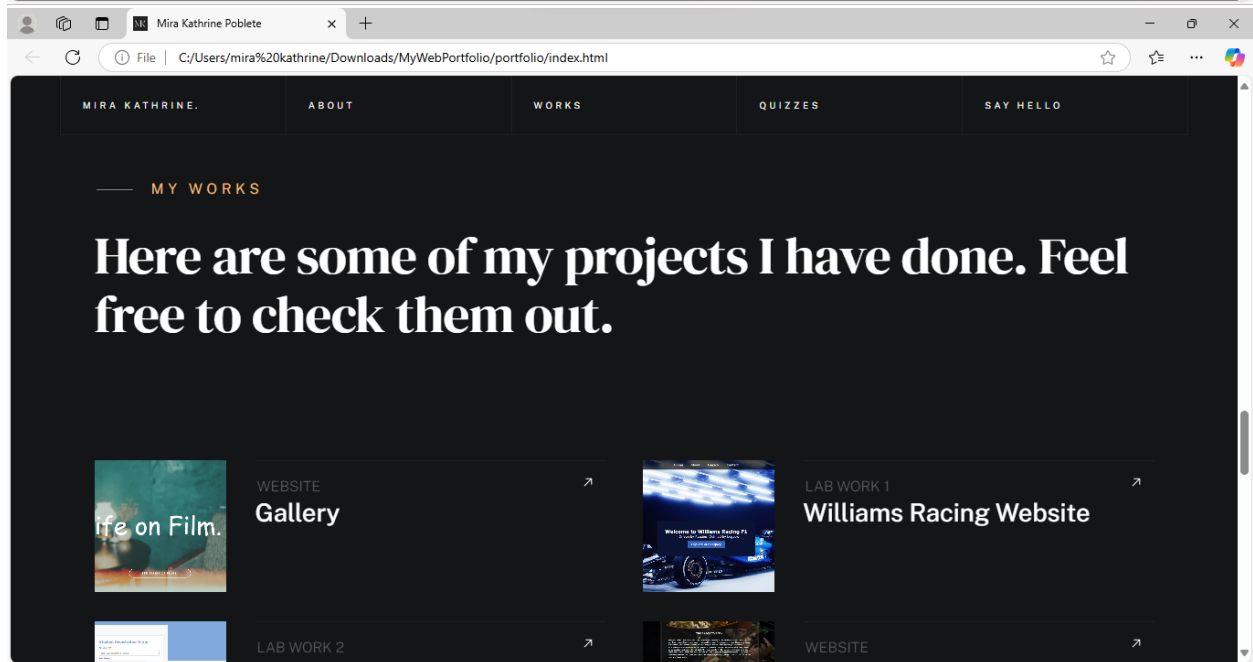 MK Mira Kathrine Poblete
File C:/Users/mira%20kathrine/Downloads/MyWebPortfolio/portfolio/index.html
MIRA KATHRINE. ABOUT WORKS QUIZZES SAY HELLO
MY WORKS
Here are some of my projects I have done. Feel
free to check them out.
WEBSITE
Gallery
ife on Film.
LAB WORK 1
Williams Racing Website
Welcome to Williams Racing F1
LAB WORK 2
WEBSITE